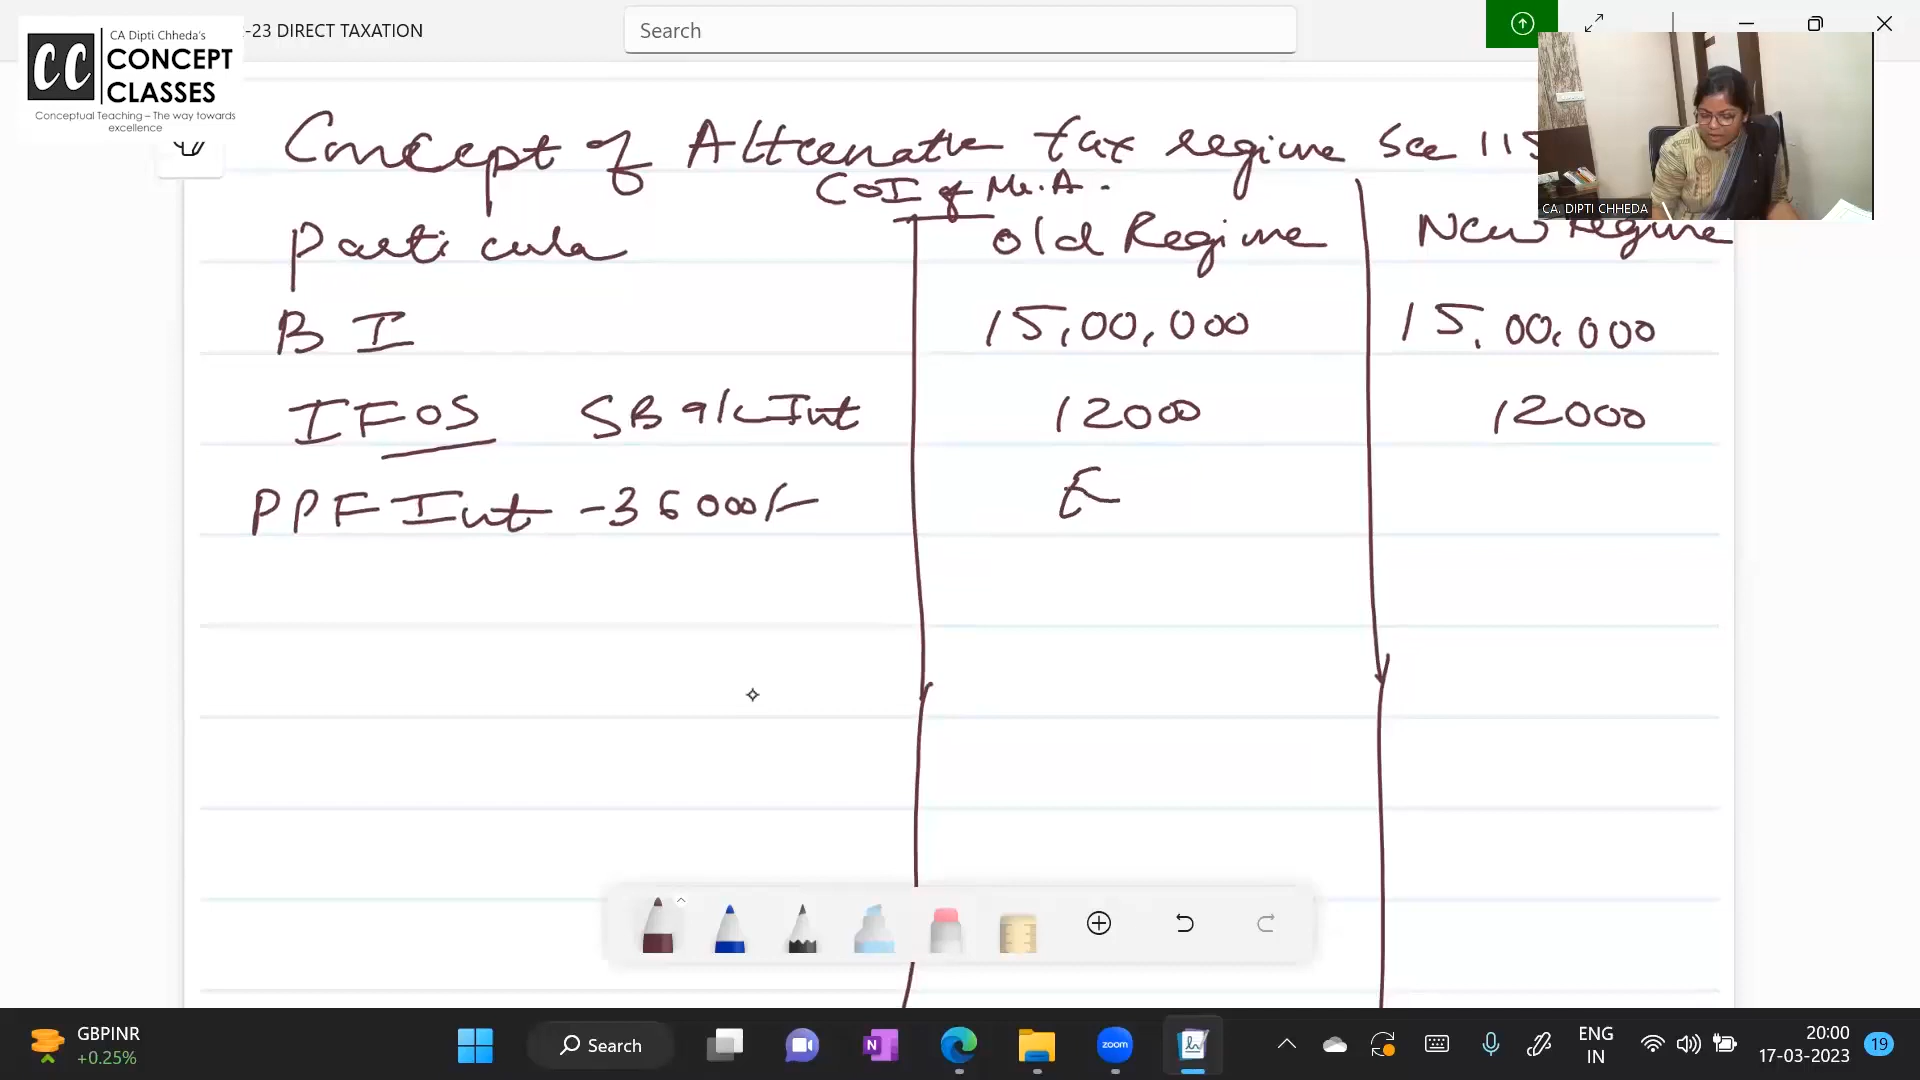 CA Dipti Chheda's
CONCEPT
CLASSES
CC
Conceptual Teaching – The way towards
excellence
-23 DIRECT TAXATION
Search
CA. DIPTI CHHEDA
Concept of Alternate tax regime Sec 115
COI of Mr. A.
Particula old Regime New Regime
B I 15,00,000 15,00,000
IFOS SB a/c Int 12000 12000
PPF Int - 36000/- E
GBPINR
+0.25%
Search
zoom
ENG
IN
20:00
17-03-2023
19